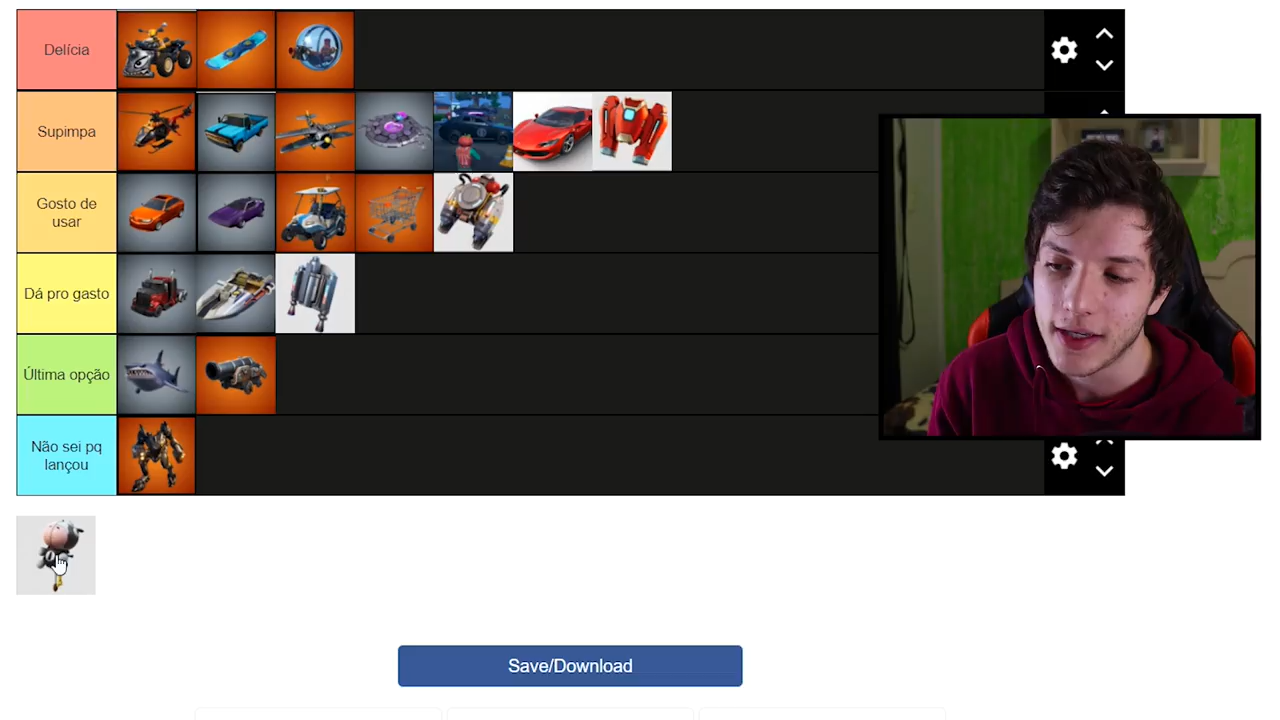 Delícia
Supimpa
Gosto de
usar
Dá pro gasto
Última opção
Não sei pq
lançou
Save/Download